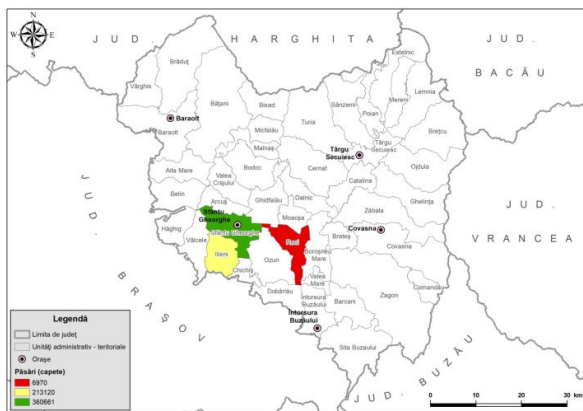 N
W E
S
JUD. HARGHITA
JUD. BACĂU
JUD. VRANCEA
JUD. BUZĂU
JUD. BRAȘOV
Estelnic
Brăduț
Vârghiș
Bățani
Bixad
Turia
Sânzieni
Poian
Mereni
Lemnia
Baraolt
Baraolt
Micfalău
Malnaș
Târgu Secuiesc
Târgu Secuiesc
Brețcu
Ojdula
Cernat
Catalina
Aita Mare
Valea Crișului
Bodoc
Belin
Arcuș
Ghidfalău
Dalnic
Zăbala
Ghelința
Sfântu Gheorghe
Sfântu Gheorghe
Moacșa
Covasna
Covasna
Hăghig
Vâlcele
Reci
Brateș
Ilieni
Ozun
Boroșneu Mare
Chichiș
Valea Mare
Comandău
Dobârlău
Intorsura Buzăului
Barcani
Zagon
Intorsura Buzăului
Sita Buzaului
Legendă
Limita de județ
Unități administrativ - teritoriale
Orașe
Păsări (capete)
6970
213120
360661
0 10 20 30 km